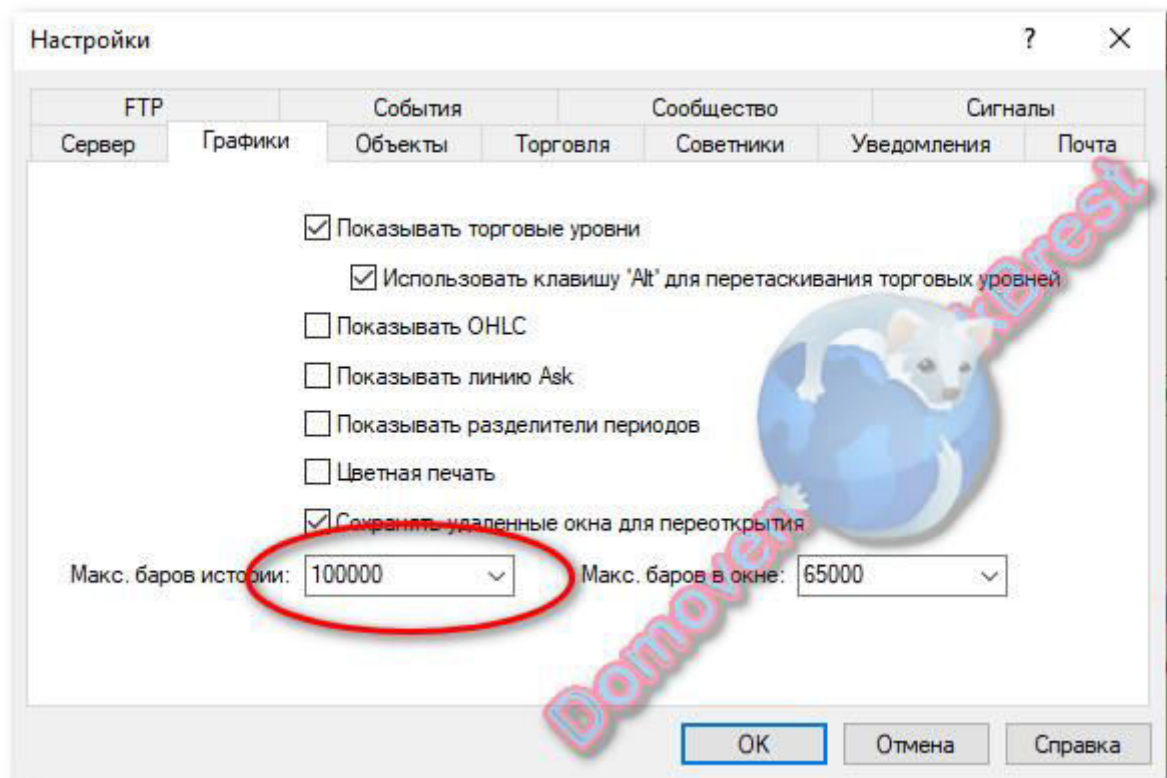 Настройки
?
FTP События Сообщество Сигналы
Сервер Графики Объекты Торговля Советники Уведомления Почта
Показывать торговые уровни
Использовать клавишу 'Alt' для перетаскивания торговых уровней
Показывать OHLC
Показывать линию Ask
Показывать разделители периодов
Цветная печать
Сохранять удаленные окна для переоткрытия
Макс. баров истории: 100000 Макс. баров в окне: 65000
OK Отмена Справка